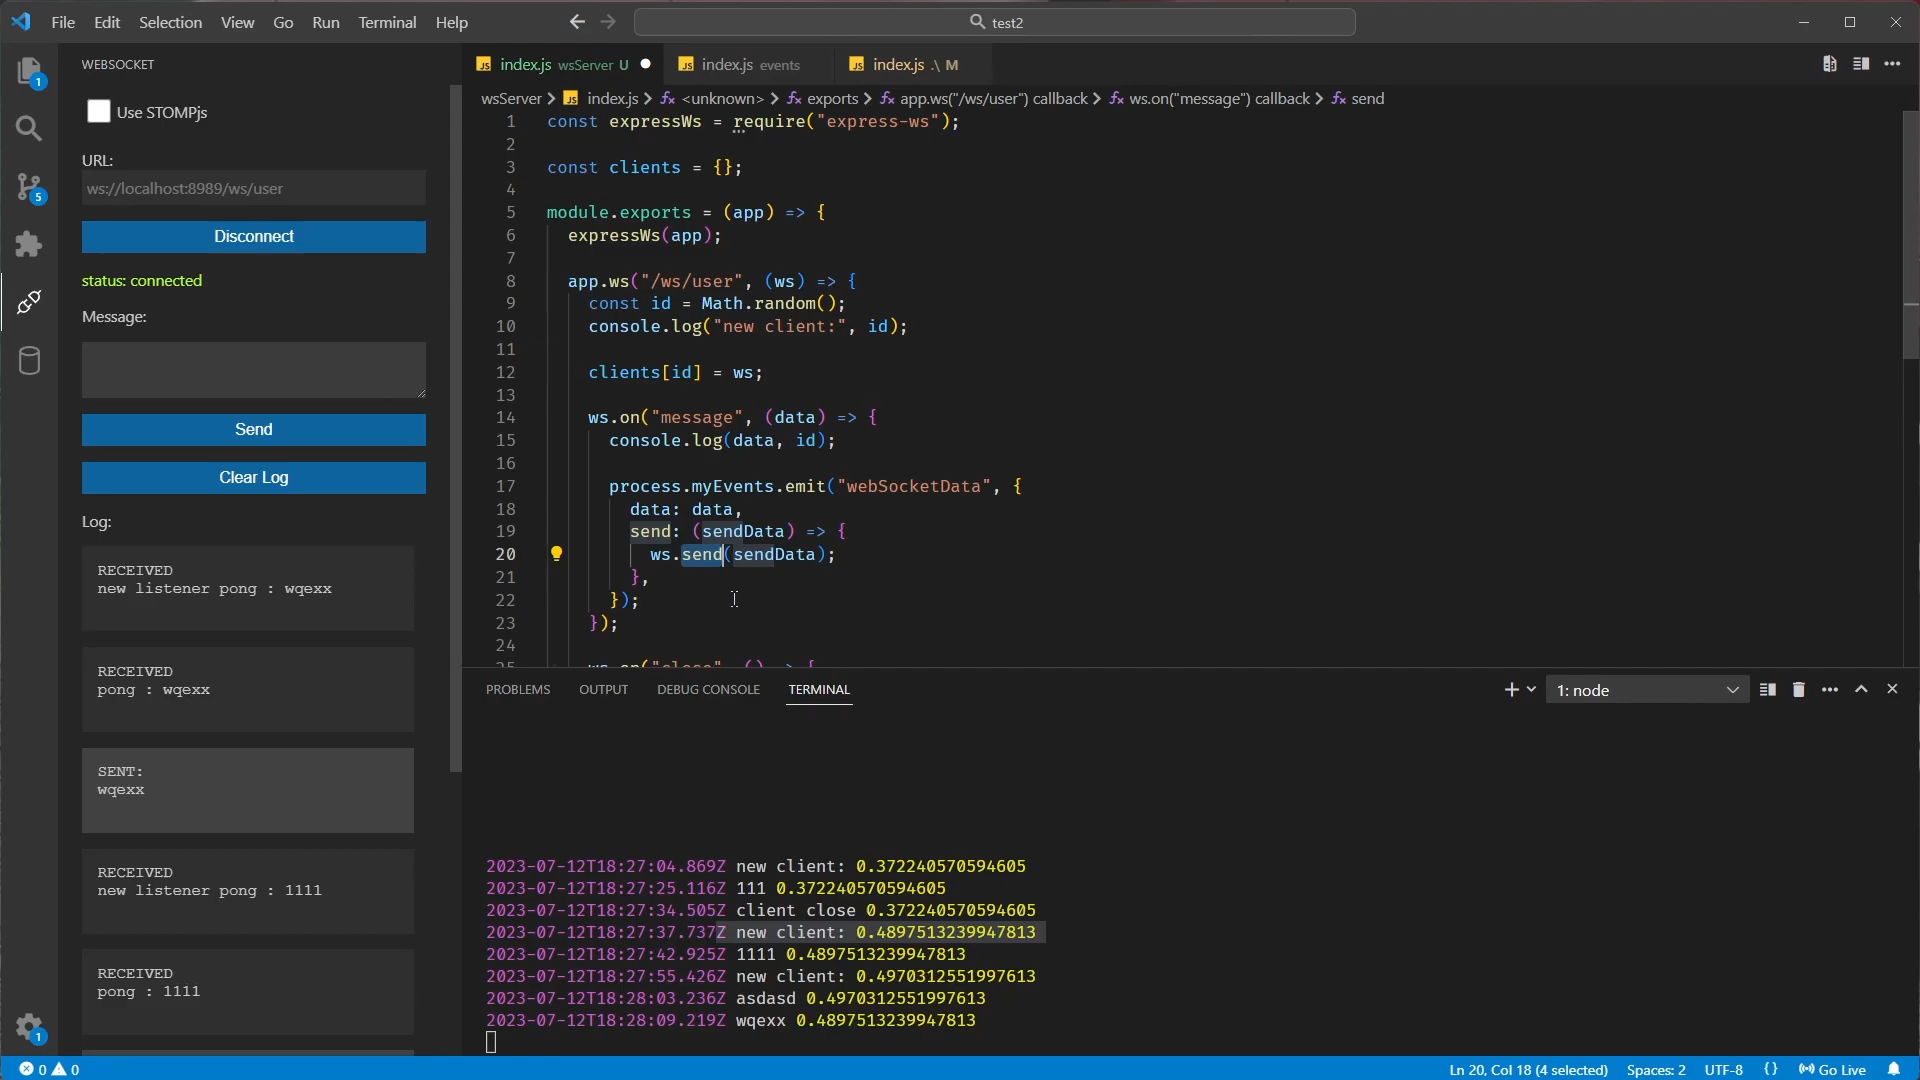 File Edit Selection View Go Run Terminal Help
test2
WEBSOCKET
Use STOMPjs
URL:
ws://localhost:8989/ws/user
Disconnect
status: connected
Message:
Send
Clear Log
Log:
RECEIVED
new listener pong : wqexx
RECEIVED
pong : wqexx
SENT:
wqexx
RECEIVED
new listener pong : 1111
RECEIVED
pong : 1111
1
5
1
index.js wsServer U
index.js events
index.js .\ M
wsServer > index.js > <unknown> > exports > app.ws("/ws/user") callback > ws.on("message") callback > send
1 const expressWs = require("express-ws");
2
3 const clients = {};
4
5 module.exports = (app) => {
6 expressWs(app);
7
8 app.ws("/ws/user", (ws) => {
9 const id = Math.random();
10 console.log("new client:", id);
11
12 clients[id] = ws;
13
14 ws.on("message", (data) => {
15 console.log(data, id);
16
17 process.myEvents.emit("webSocketData", {
18 data: data,
19 send: (sendData) => {
20 ws.send(sendData);
21 },
22 });
23 });
24
25 ws.on("close", () => {
PROBLEMS OUTPUT DEBUG CONSOLE TERMINAL
1: node
2023-07-12T18:27:04.869Z new client: 0.372240570594605
2023-07-12T18:27:25.116Z 111 0.372240570594605
2023-07-12T18:27:34.505Z client close 0.372240570594605
2023-07-12T18:27:37.737Z new client: 0.4897513239947813
2023-07-12T18:27:42.925Z 1111 0.4897513239947813
2023-07-12T18:27:55.426Z new client: 0.4970312551997613
2023-07-12T18:28:03.236Z asdasd 0.4970312551997613
2023-07-12T18:28:09.219Z wqexx 0.4897513239947813
0 0
Ln 20, Col 18 (4 selected) Spaces: 2 UTF-8 {} Go Live